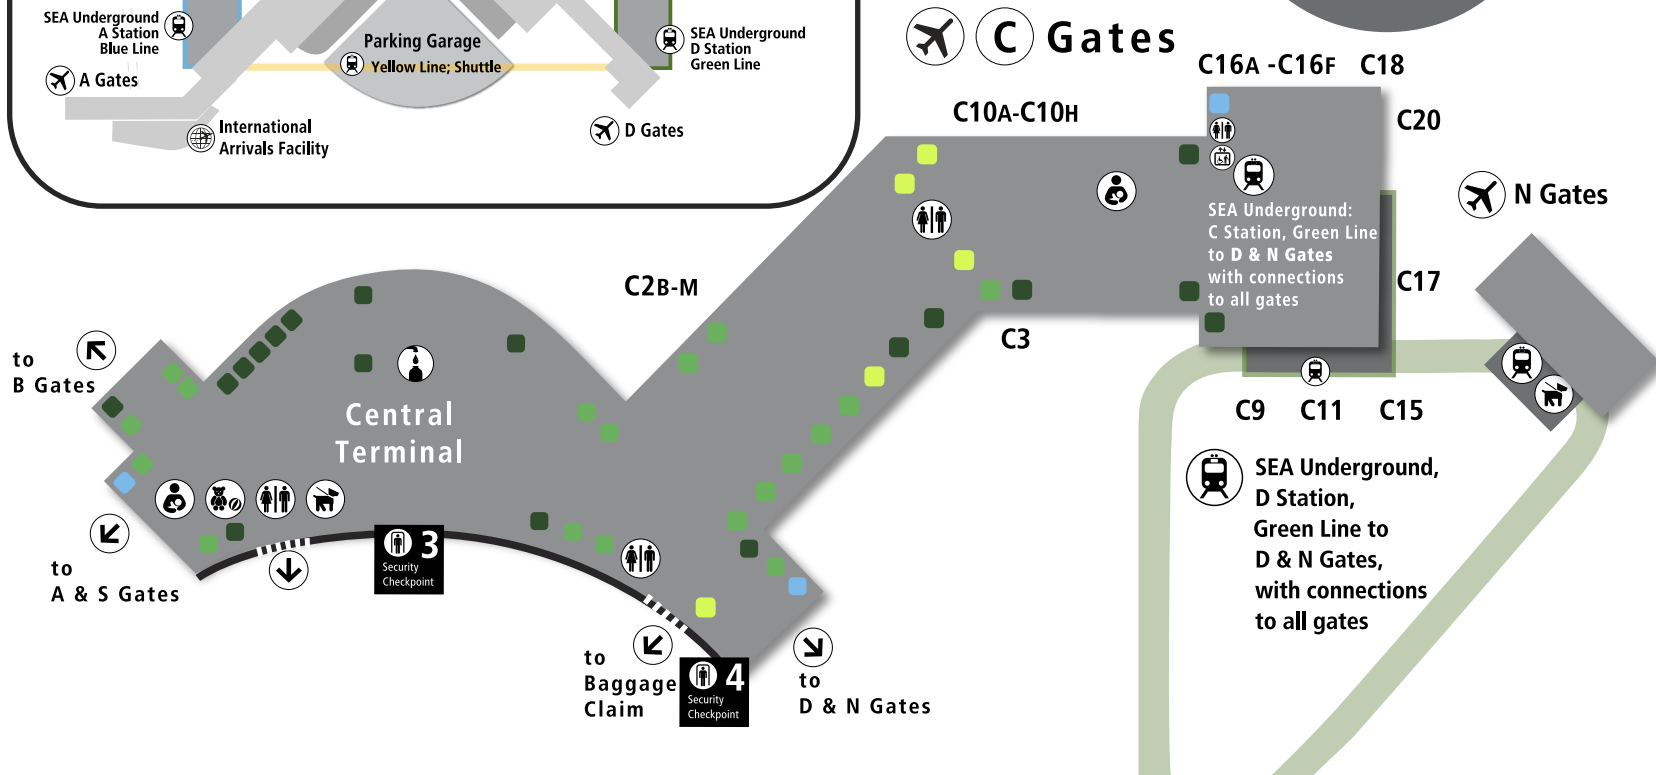 SEA Underground
A Station
Blue Line
Parking Garage
Yellow Line; Shuttle
SEA Underground
D Station
Green Line
A Gates
International
Arrivals Facility
D Gates
C Gates
C16A -C16F C18
C10A-C10H
C20
N Gates
SEA Underground:
C Station, Green Line
to D & N Gates
with connections
to all gates
C2B-M
C17
C3
to
B Gates
Central
Terminal
C9 C11 C15
SEA Underground,
D Station,
Green Line to
D & N Gates,
with connections
to all gates
3
Security
Checkpoint
to
A & S Gates
to
Baggage
Claim
4
Security
Checkpoint
to
D & N Gates